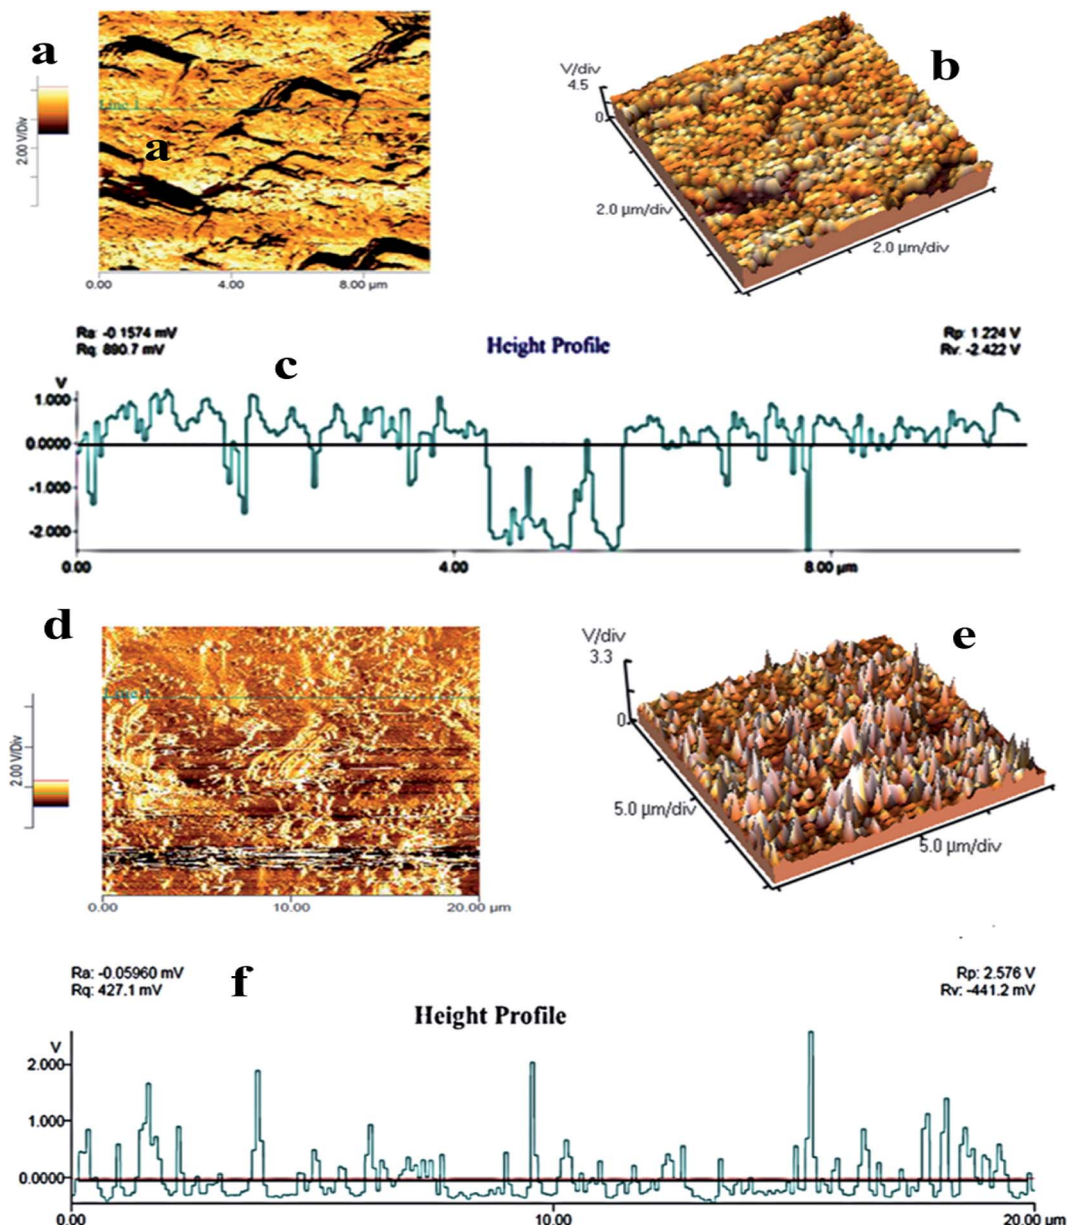 a
2.00 V/Div
Line 1
a
0.00 4.00 8.00 µm
b
V/div
4.5
0
2.0 µm/div
2.0 µm/div
Ra: -0.1574 mV
Rq: 890.7 mV
Height Profile
Rp: 1.224 V
Rv: -2.422 V
c
V
1.000
0.0000
-1.000
-2.000
0.00 4.00 8.00 µm
d
2.00 V/Div
Line 1
0.00 10.00 20.00 µm
e
V/div
3.3
0
5.0 µm/div
5.0 µm/div
Ra: -0.05960 mV
Rq: 427.1 mV
f
Height Profile
Rp: 2.576 V
Rv: -441.2 mV
V
2.000
1.000
0.0000
0.00 10.00 20.00 µm